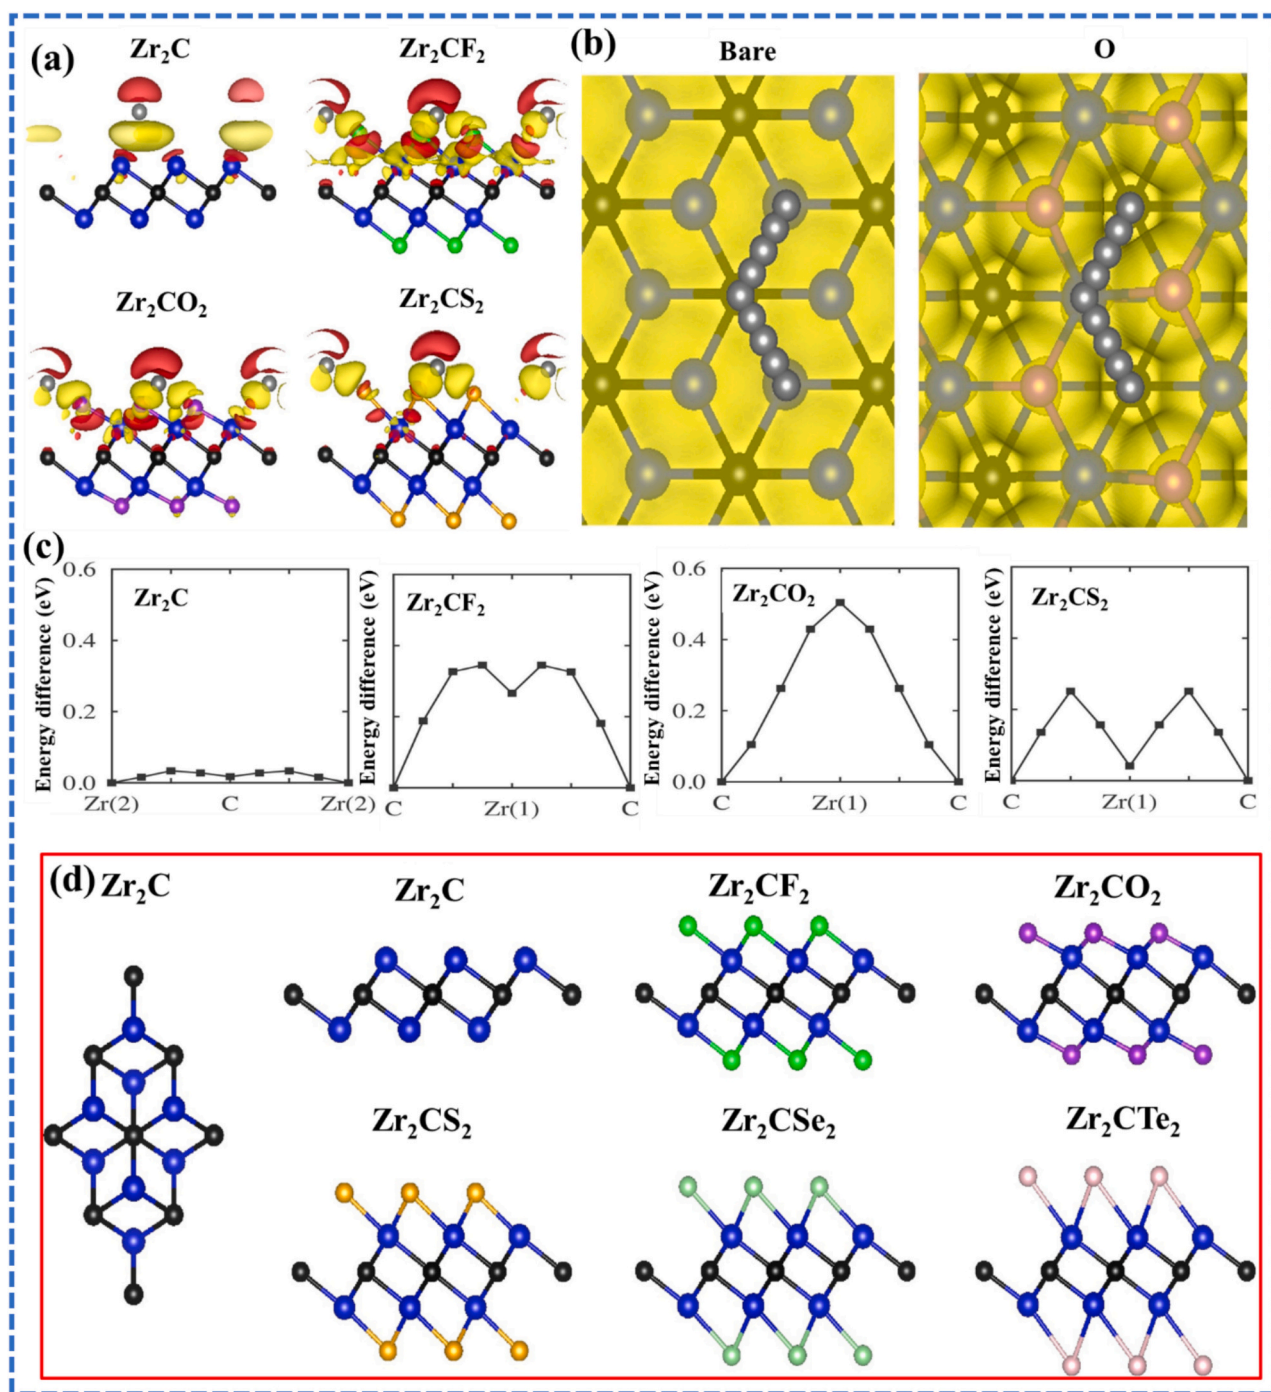 (a)
Zr₂C
Zr₂CF₂
Zr₂CO₂
Zr₂CS₂
(b)
Bare
O
(c)
Energy difference (eV)
0.6
0.4
0.2
0.0
Zr₂C
Zr(2)
C
Zr(2)
Energy difference (eV)
Zr₂CF₂
C
Zr(1)
C
Energy difference (eV)
0.6
0.4
0.2
0.0
Zr₂CO₂
C
Zr(1)
C
Energy difference (eV)
Zr₂CS₂
C
Zr(1)
C
(d)
Zr₂C
Zr₂C
Zr₂CF₂
Zr₂CO₂
Zr₂CS₂
Zr₂CSe₂
Zr₂CTe₂